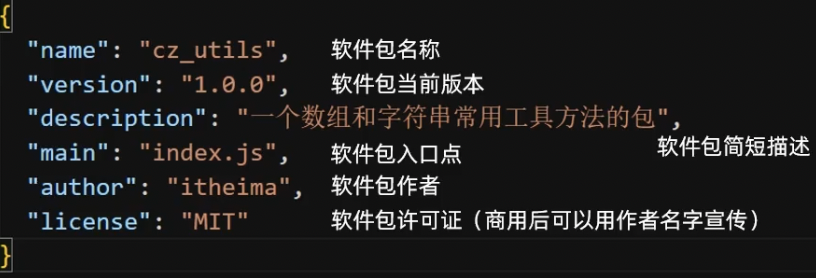 {
"name": "cz_utils", 软件包名称
"version": "1.0.0", 软件包当前版本
"description": "一个数组和字符串常用工具方法的包", 软件包简短描述
"main": "index.js", 软件包入口点
"author": "itheima", 软件包作者
"license": "MIT" 软件包许可证（商用后可以用作者名字宣传）
}